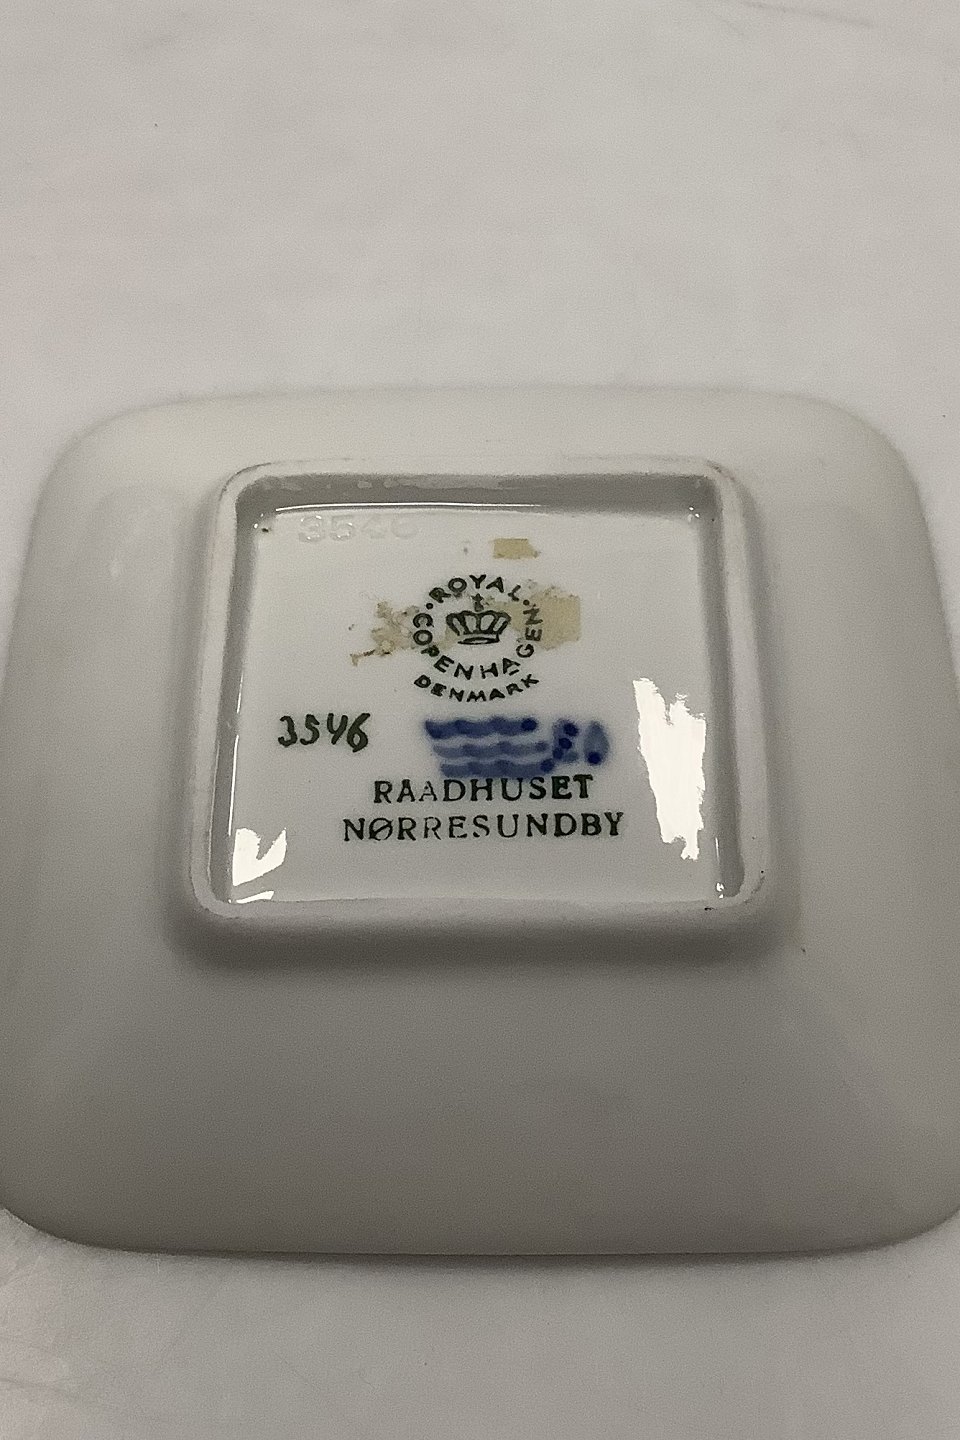 3546
ROYAL
COPENHAGEN
DENMARK
3546
RAADHUSET
NØRRESUNDBY